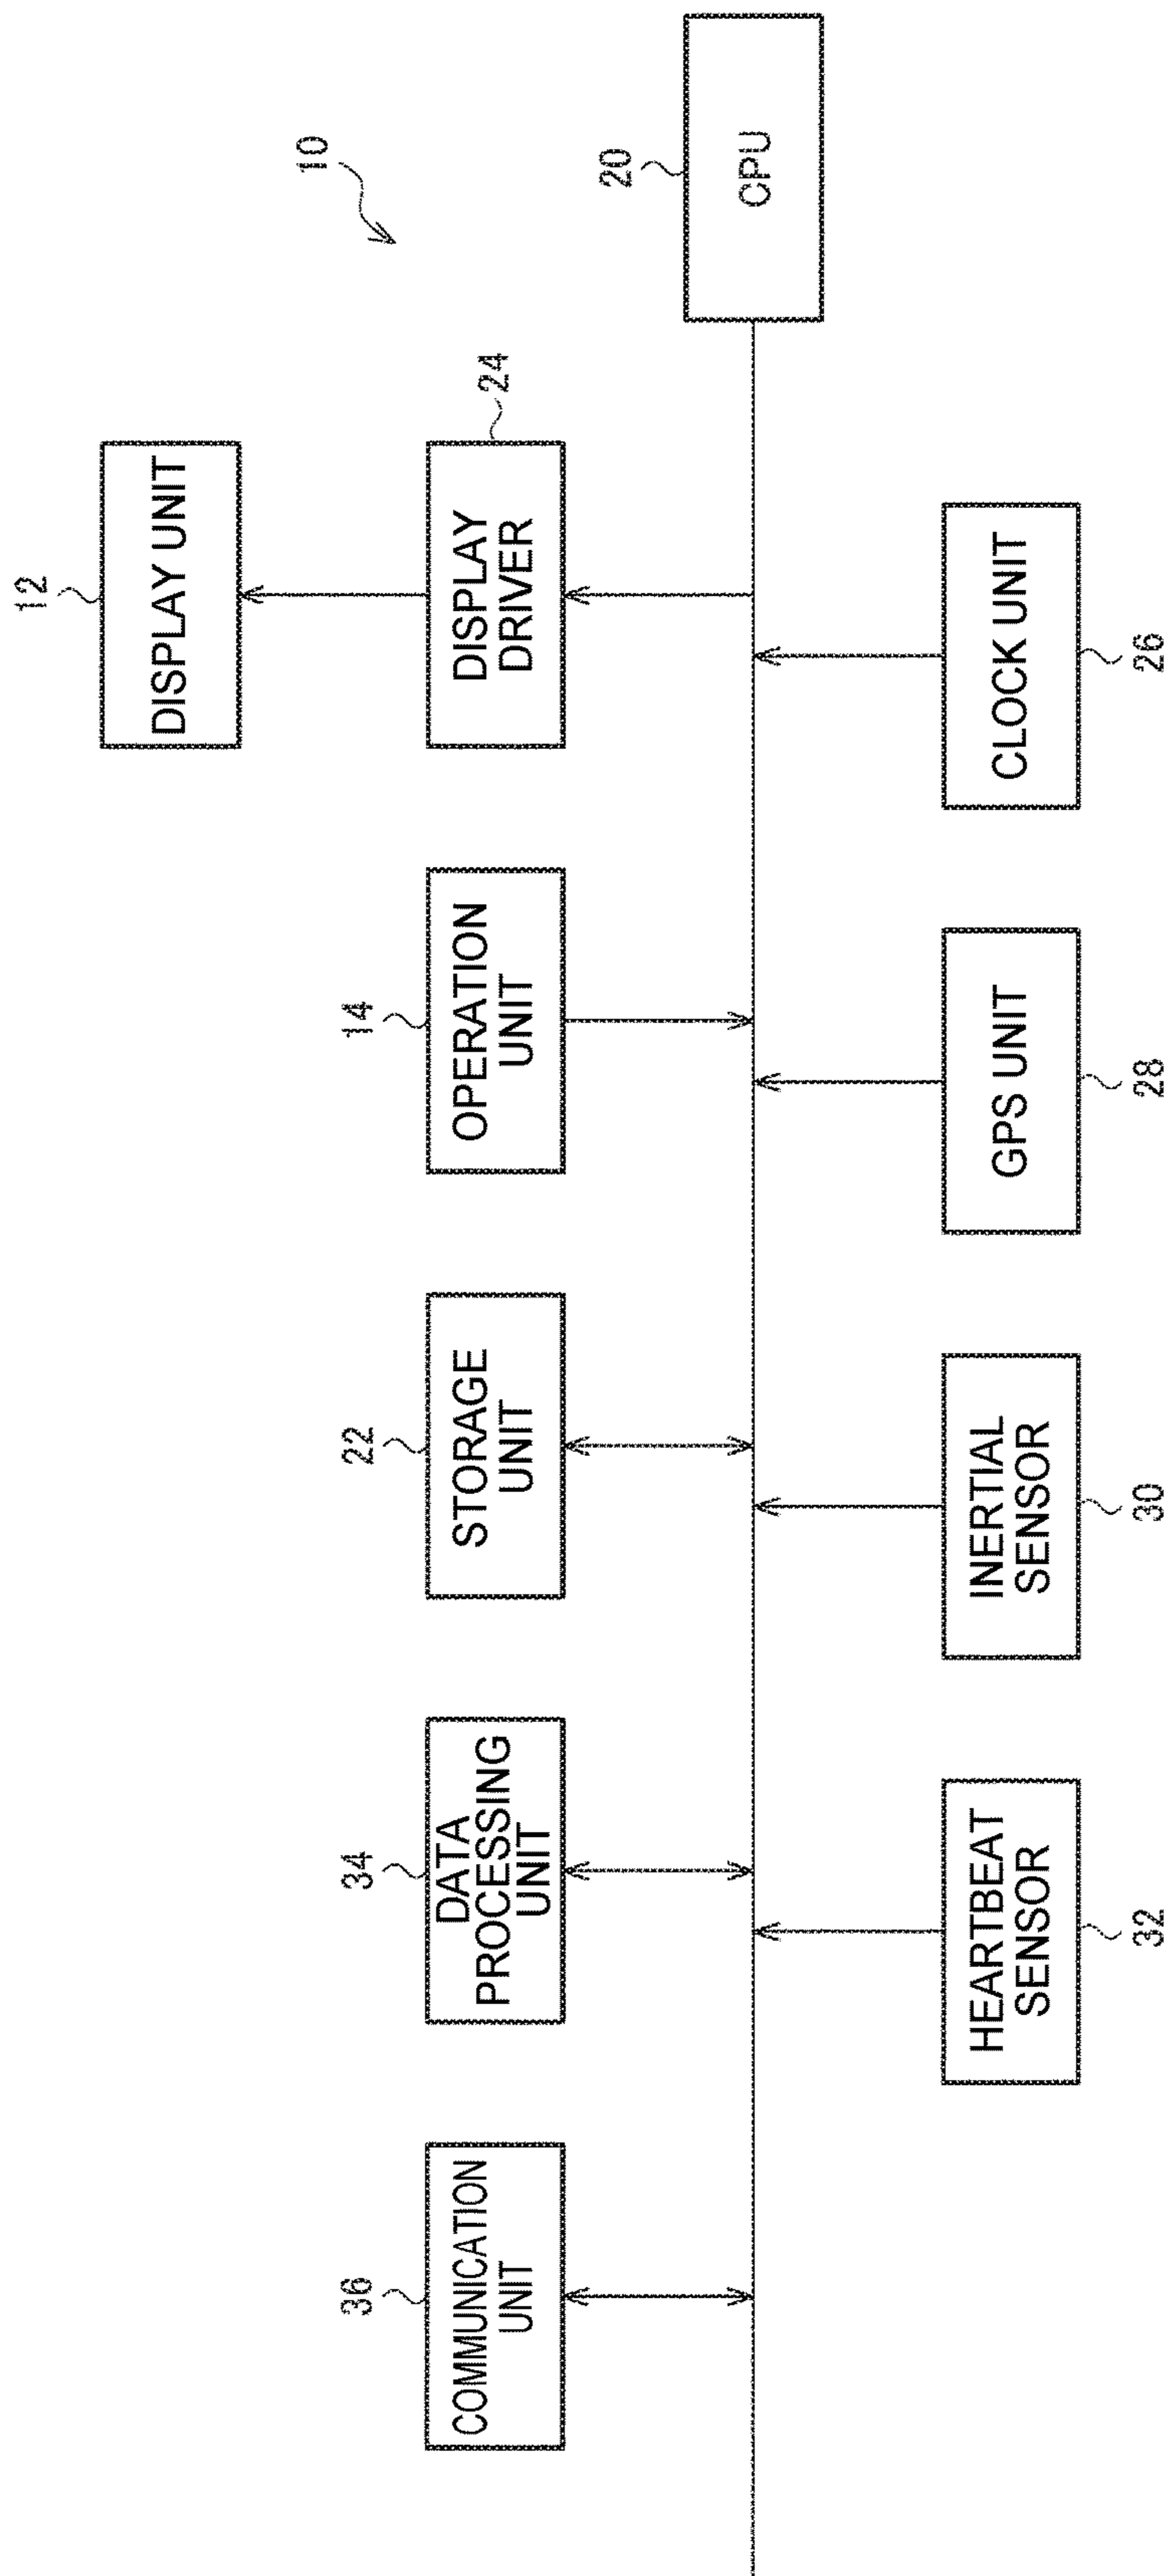 10
12
DISPLAY UNIT
24
DISPLAY
DRIVER
20
CPU
14
OPERATION
UNIT
22
STORAGE
UNIT
34
DATA
PROCESSING
UNIT
36
COMMUNICATION
UNIT
CLOCK UNIT
26
GPS UNIT
28
INERTIAL
SENSOR
30
HEARTBEAT
SENSOR
32